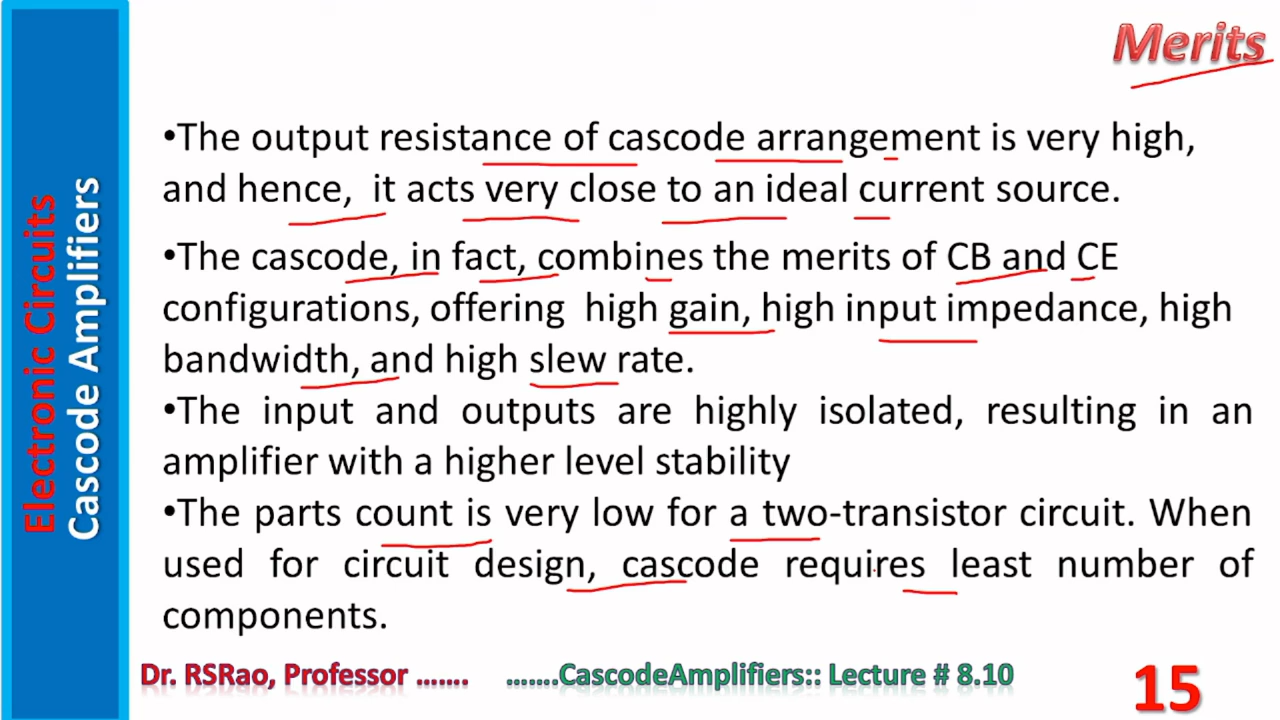 Merits
Electronic Circuits
Cascode Amplifiers
•The output resistance of cascode arrangement is very high,
and hence, it acts very close to an ideal current source.
•The cascode, in fact, combines the merits of CB and CE
configurations, offering high gain, high input impedance, high
bandwidth, and high slew rate.
•The input and outputs are highly isolated, resulting in an
amplifier with a higher level stability
•The parts count is very low for a two-transistor circuit. When
used for circuit design, cascode requires least number of
components.
Dr. RSRao, Professor ....... .......CascodeAmplifiers:: Lecture # 8.10
15